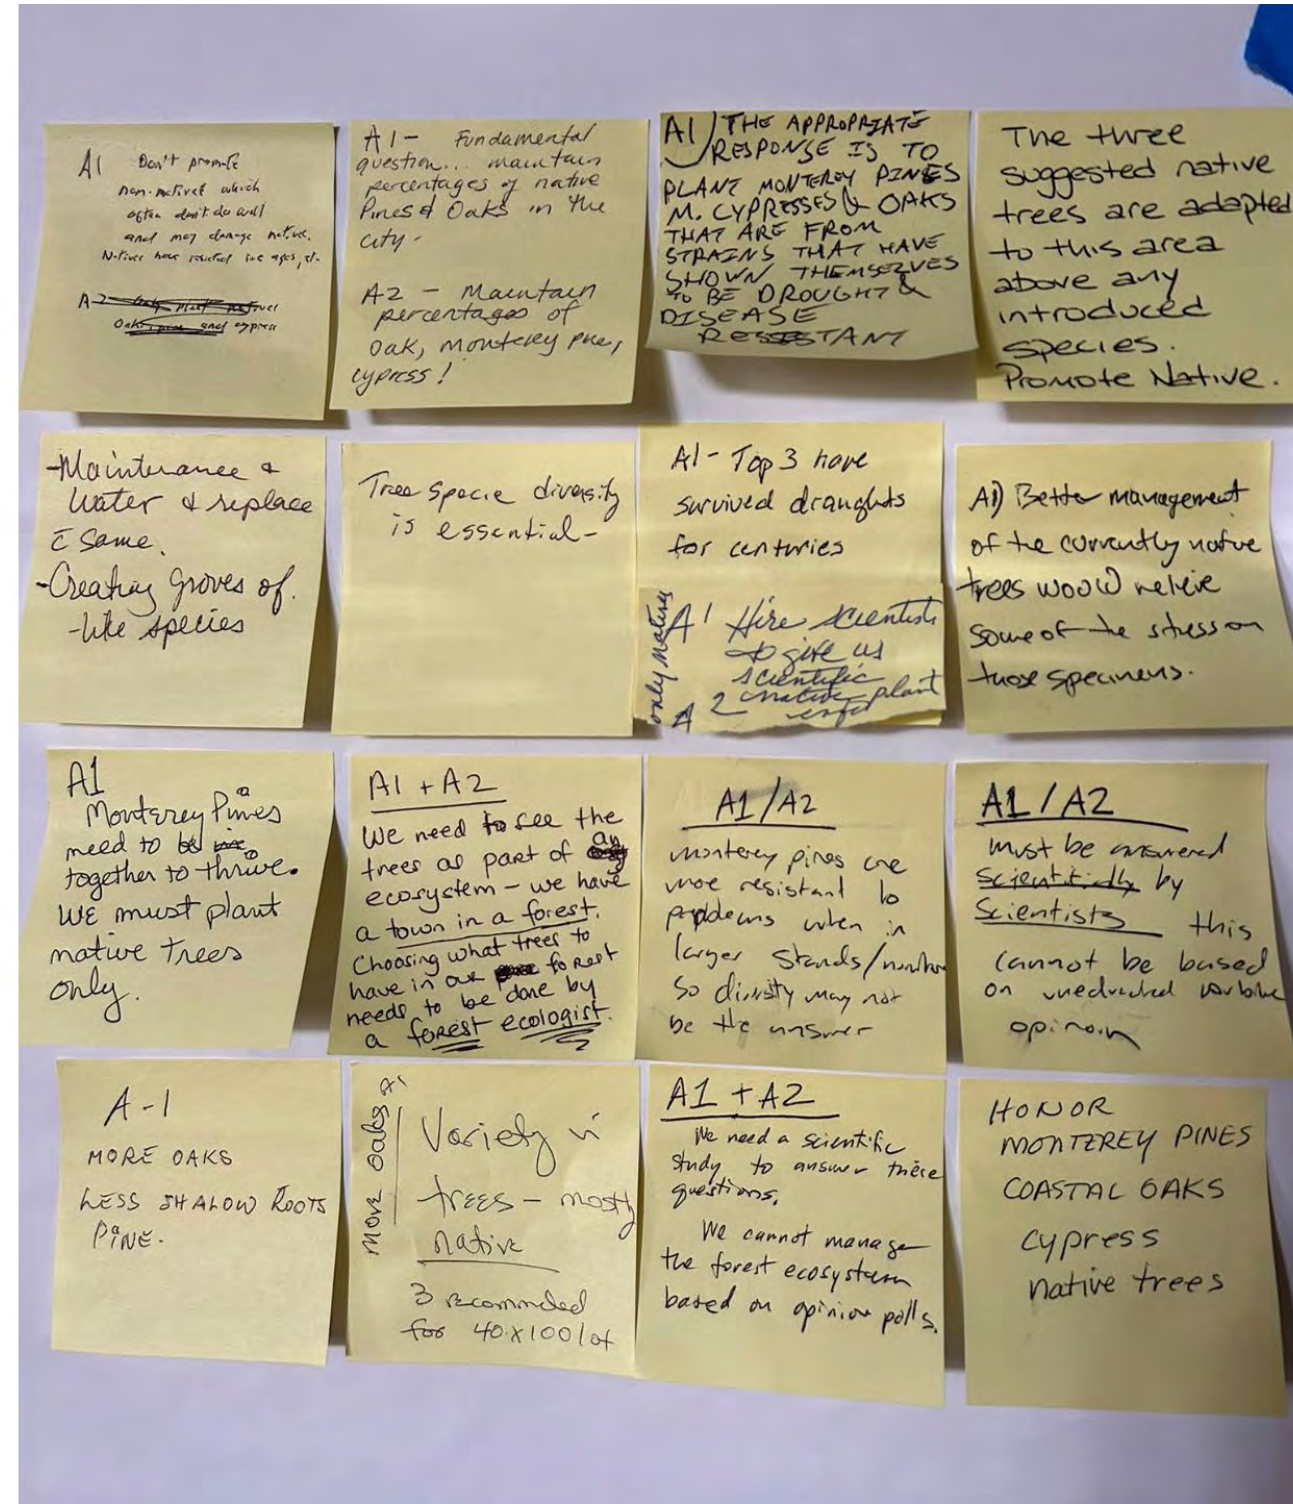 A1 Don't promote
non-natives which
often don't do well
and may damage natives.
Natives have resisted ages,
A2
Oak, pine and cypress
A1 - Fundamental
question... maintain
percentages of native
Pines & Oaks in the
city -
A2 - Maintain
percentages of
oak, monterey pine,
cypress!
A1) THE APPROPRIATE
RESPONSE IS TO
PLANT MONTEREY PINES
M. CYPRESSES & OAKS
THAT ARE FROM
STRAINS THAT HAVE
SHOWN THEMSELVES
TO BE DROUGHT &
DISEASE
RESISTANT
The three
suggested native
trees are adapted
to this area
above any
introduced
species.
Promote Native.
-Maintenance &
water & replace
c̄ same.
-Creating groves of
-like species
Tree specie diversity
is essential-
A1- Top 3 have
survived draughts
for centuries
only natives
A1 Hire scientists
to give us
scientific
A2 native plant
info
A1) Better management
of the currently native
trees would relieve
some of the stress on
those specimens.
A1
Monterey Pines
need to be
together to thrive.
WE must plant
native trees
only.
A1 + A2
We need to see the
trees as part of an
ecosystem - we have
a town in a forest.
Choosing what trees to
have in our forest
needs to be done by
a forest ecologist.
A1/A2
monterey pines are
more resistant to
problems when in
larger stands/
so diversity may not
be the answer
A1/A2
must be answered
scientifically by
scientists this
cannot be based
on uneducated
opinoin
A-1
MORE OAKS
LESS SHALOW ROOTS
PINE.
More oaks A1
Variety in
trees - mostly
native
3 recommded
for 40x100 lot
A1 + A2
We need a scientific
study to answer these
questions.
We cannot manage
the forest ecosystem
based on opinion polls.
HONOR
MONTEREY PINES
COASTAL OAKS
cypress
native trees